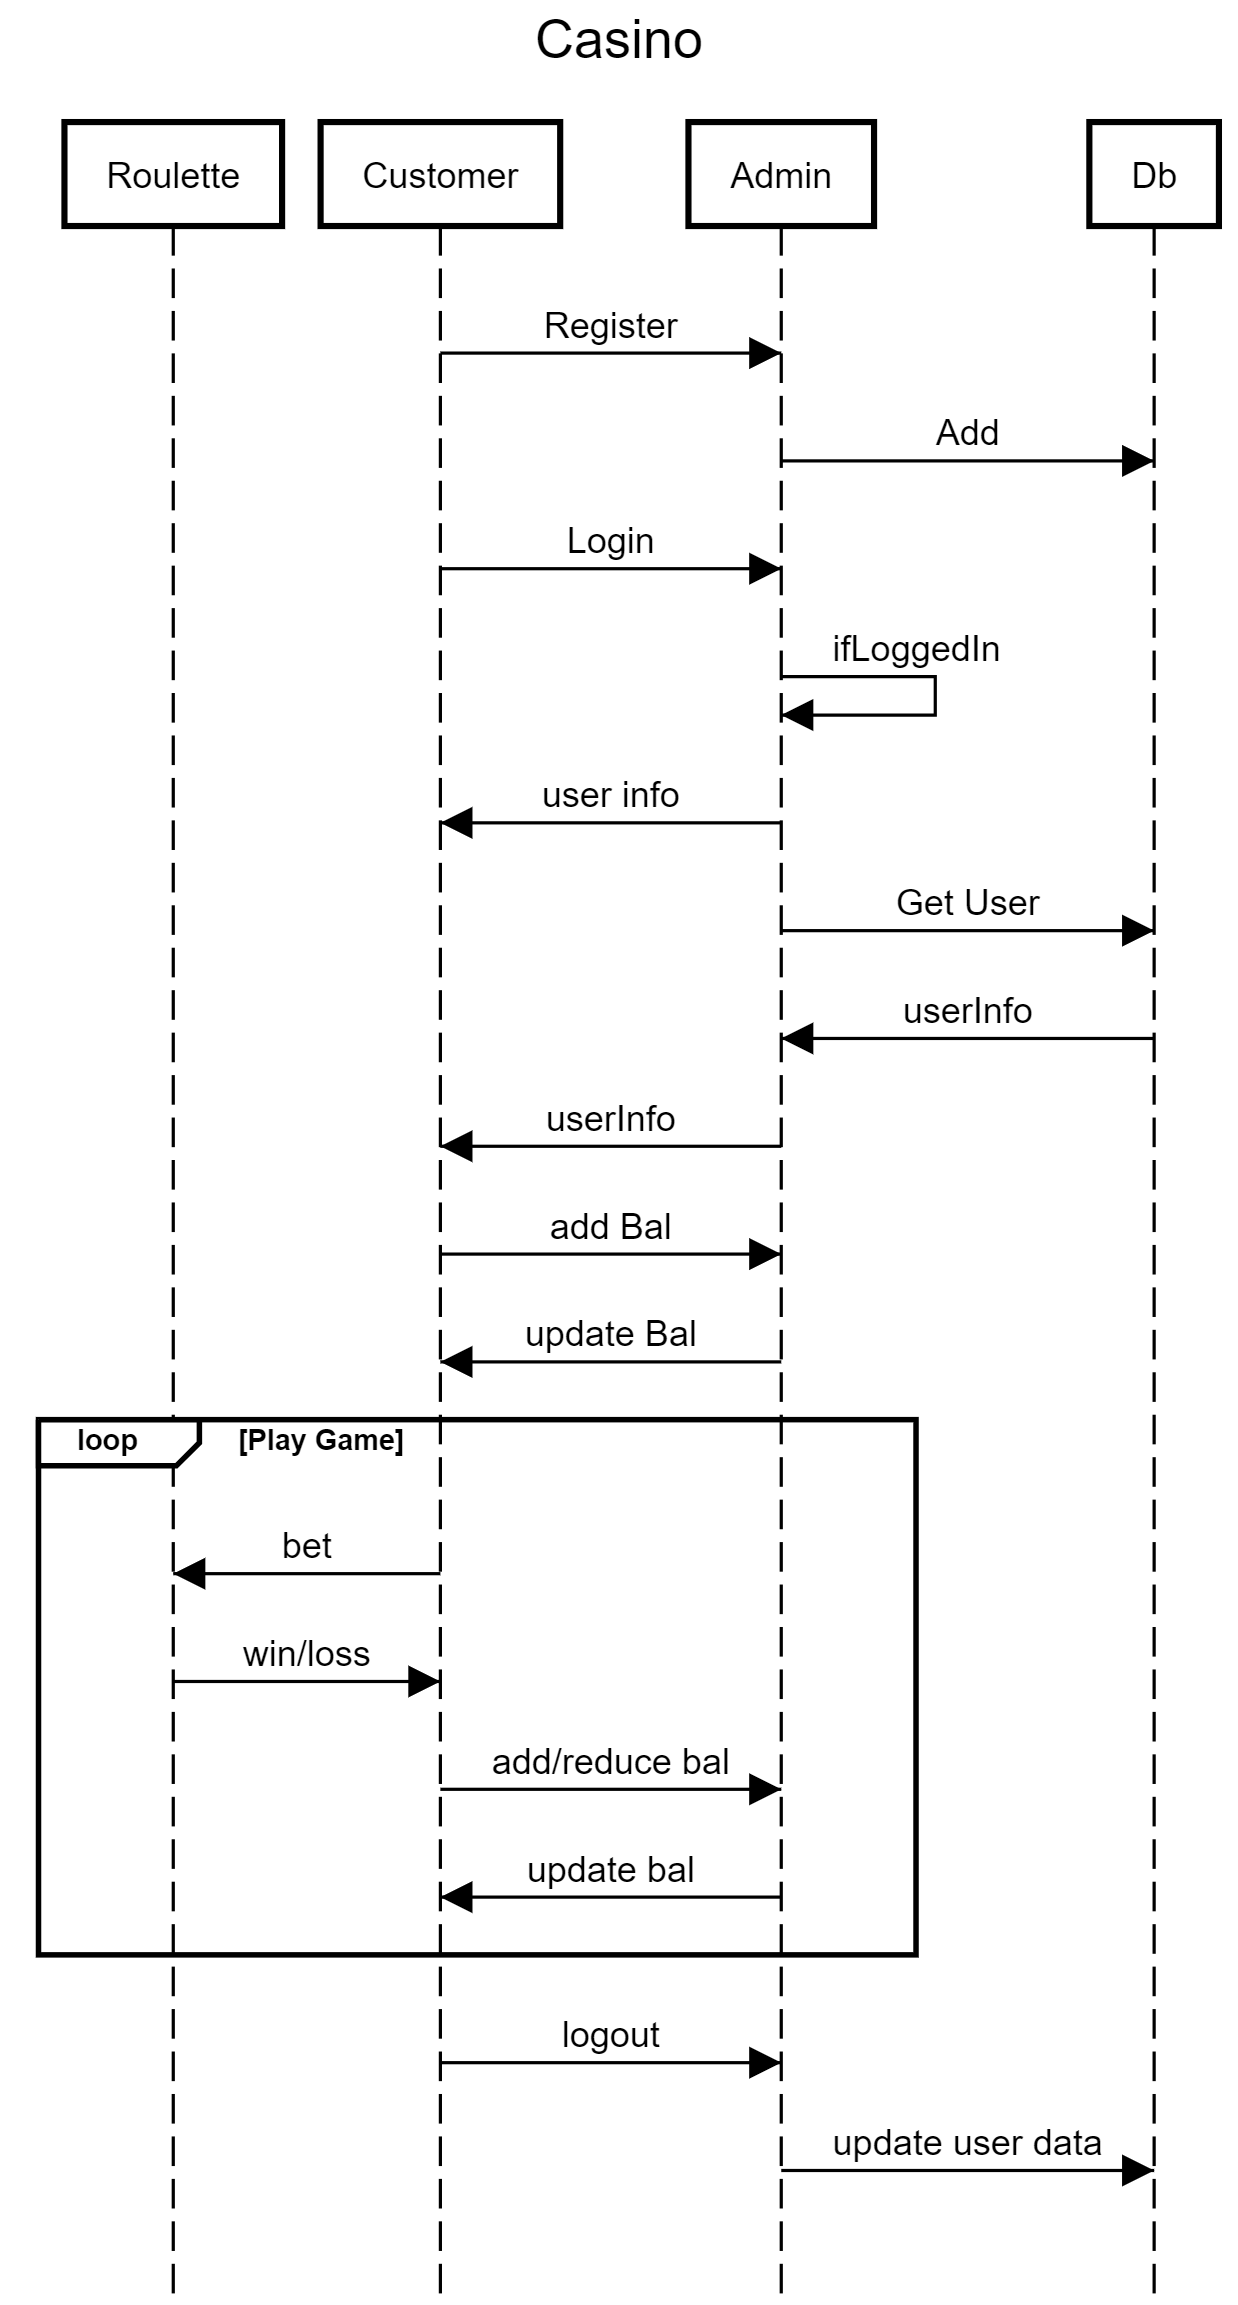 Casino
Roulette
Customer
Admin
Db
Register
Add
Login
ifLoggedIn
user info
Get User
userInfo
userInfo
add Bal
update Bal
loop
[Play Game]
bet
win/loss
add/reduce bal
update bal
logout
update user data